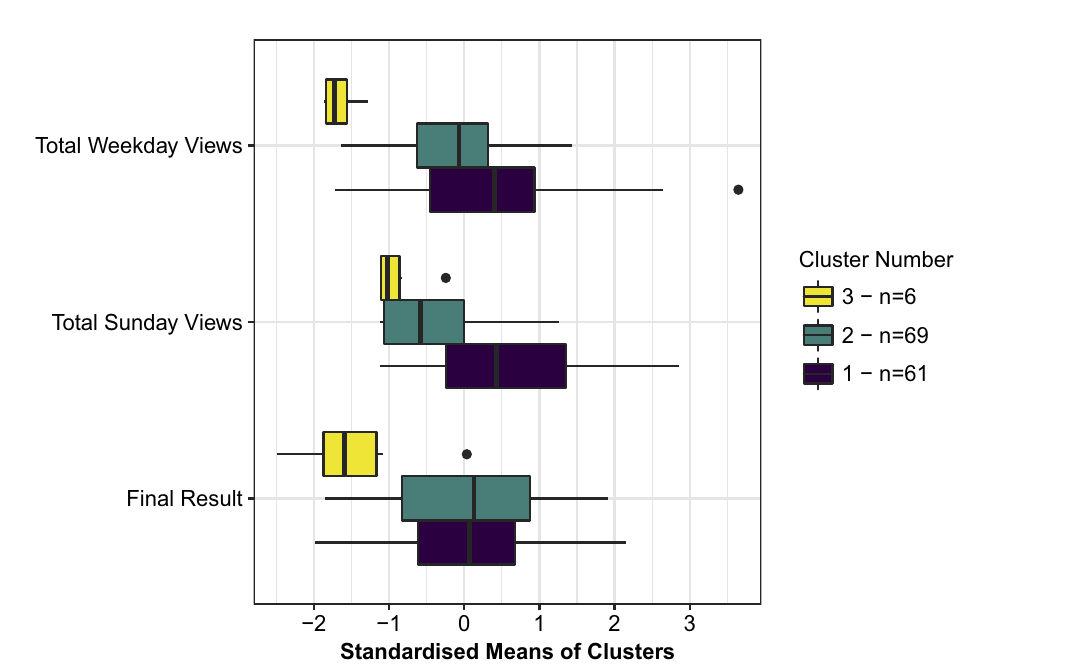 Total Weekday Views
Total Sunday Views
Final Result
−2 −1 0 1 2 3
Standardised Means of Clusters
Cluster Number
3 − n=6
2 − n=69
1 − n=61